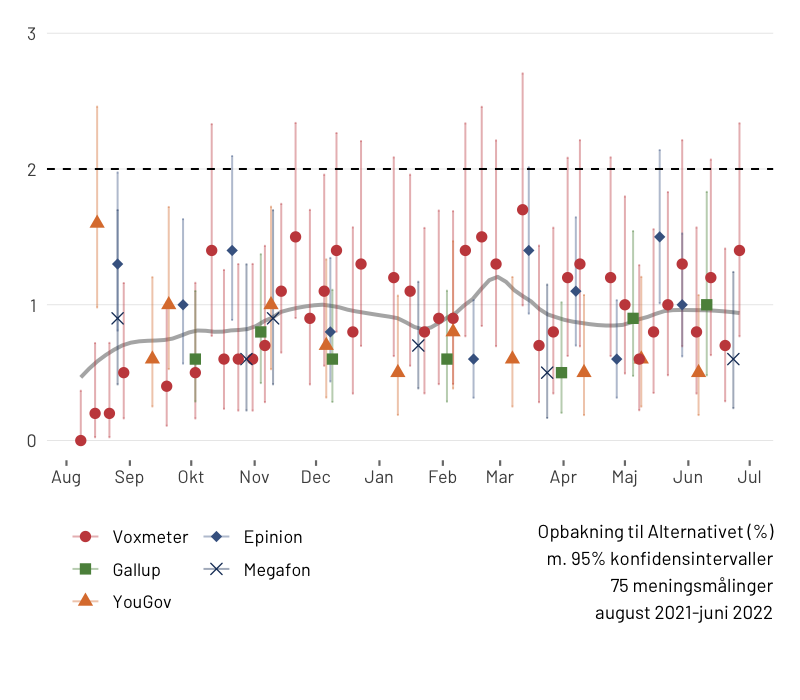 3
2
1
0
Aug Sep Okt Nov Dec Jan Feb Mar Apr Maj Jun Jul
Voxmeter Epinion
Gallup Megafon
YouGov
Opbakning til Alternativet (%)
m. 95% konfidensintervaller
75 meningsmålinger
august 2021-juni 2022